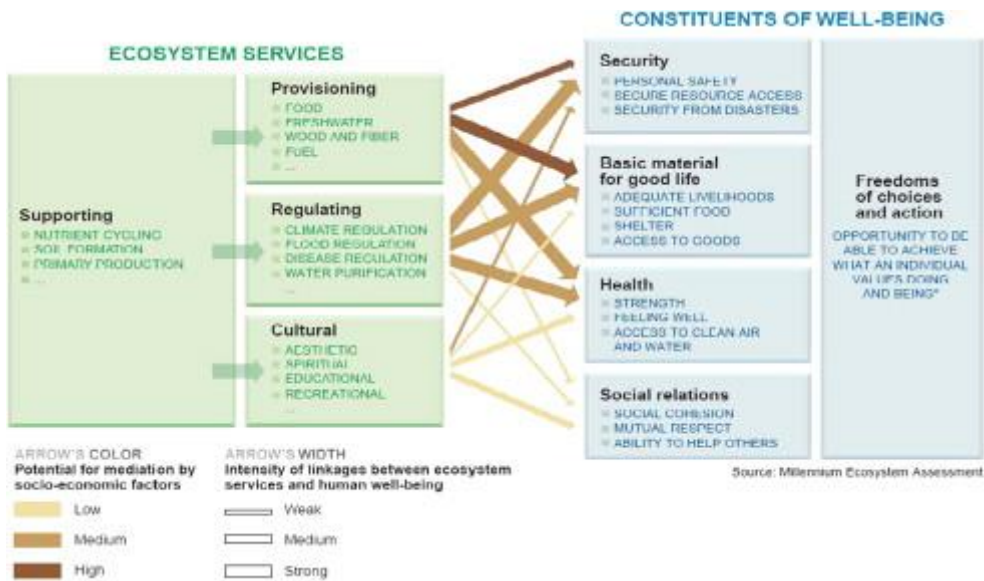 CONSTITUENTS OF WELL-BEING
ECOSYSTEM SERVICES
Supporting
NUTRIENT CYCLING
SOIL FORMATION
PRIMARY PRODUCTION
...
Provisioning
FOOD
FRESHWATER
WOOD AND FIBER
FUEL
...
Regulating
CLIMATE REGULATION
FLOOD REGULATION
DISEASE REGULATION
WATER PURIFICATION
...
Cultural
AESTHETIC
SPIRITUAL
EDUCATIONAL
RECREATIONAL
...
Security
PERSONAL SAFETY
SECURE RESOURCE ACCESS
SECURITY FROM DISASTERS
Basic material
for good life
ADEQUATE LIVELIHOODS
SUFFICIENT FOOD
SHELTER
ACCESS TO GOODS
Health
STRENGTH
FEELING WELL
ACCESS TO CLEAN AIR
AND WATER
Social relations
SOCIAL COHESION
MUTUAL RESPECT
ABILITY TO HELP OTHERS
Freedoms
of choices
and action
OPPORTUNITY TO BE
ABLE TO ACHIEVE
WHAT AN INDIVIDUAL
VALUES DOING
AND BEING"
Source: Millennium Ecosystem Assessment
ARROW'S COLOR
Potential for mediation by
socio-economic factors
Low
Medium
High
ARROW'S WIDTH
Intensity of linkages between ecosystem
services and human well-being
Weak
Medium
Strong